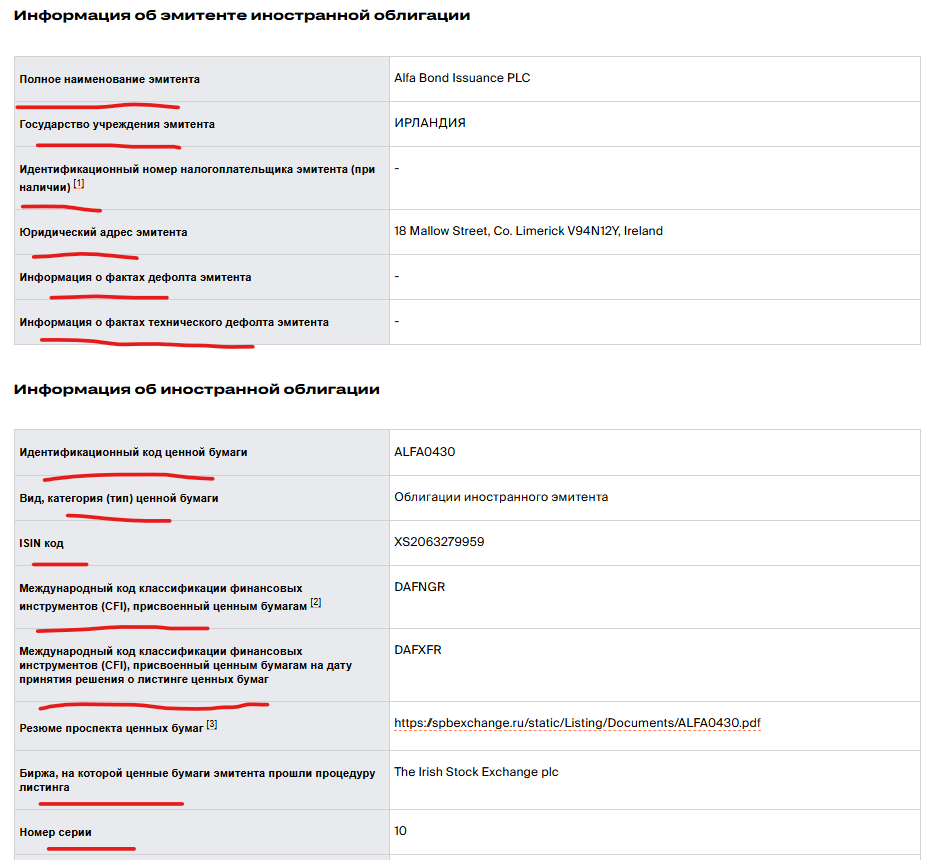 Информация об эмитенте иностранной облигации
Полное наименование эмитента
Alfa Bond Issuance PLC
Государство учреждения эмитента
ИРЛАНДИЯ
Идентификационный номер налогоплательщика эмитента (при
наличии) [1]
-
Юридический адрес эмитента
18 Mallow Street, Co. Limerick V94N12Y, Ireland
Информация о фактах дефолта эмитента
-
Информация о фактах технического дефолта эмитента
-
Информация об иностранной облигации
Идентификационный код ценной бумаги
ALFA0430
Вид, категория (тип) ценной бумаги
Облигации иностранного эмитента
ISIN код
XS2063279959
Международный код классификации финансовых
инструментов (CFI), присвоенный ценным бумагам [2]
DAFNGR
Международный код классификации финансовых
инструментов (CFI), присвоенный ценным бумагам на дату
принятия решения о листинге ценных бумаг
DAFXFR
Резюме проспекта ценных бумаг [3]
https://spbexchange.ru/static/Listing/Documents/ALFA0430.pdf
Биржа, на которой ценные бумаги эмитента прошли процедуру
листинга
The Irish Stock Exchange plc
Номер серии
10